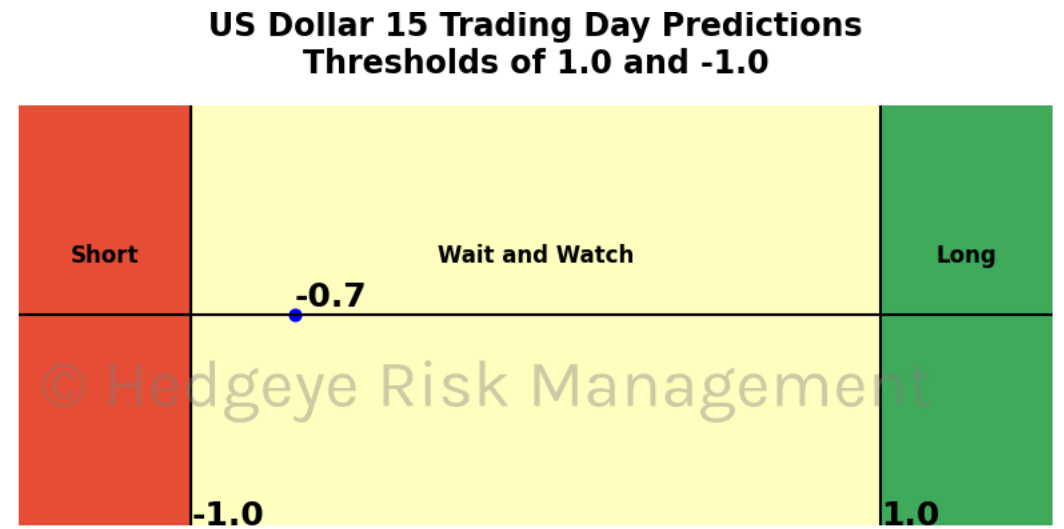 US Dollar 15 Trading Day Predictions
Thresholds of 1.0 and -1.0
Short
Wait and Watch
Long
-0.7
© Hedgeye Risk Management
-1.0
1.0